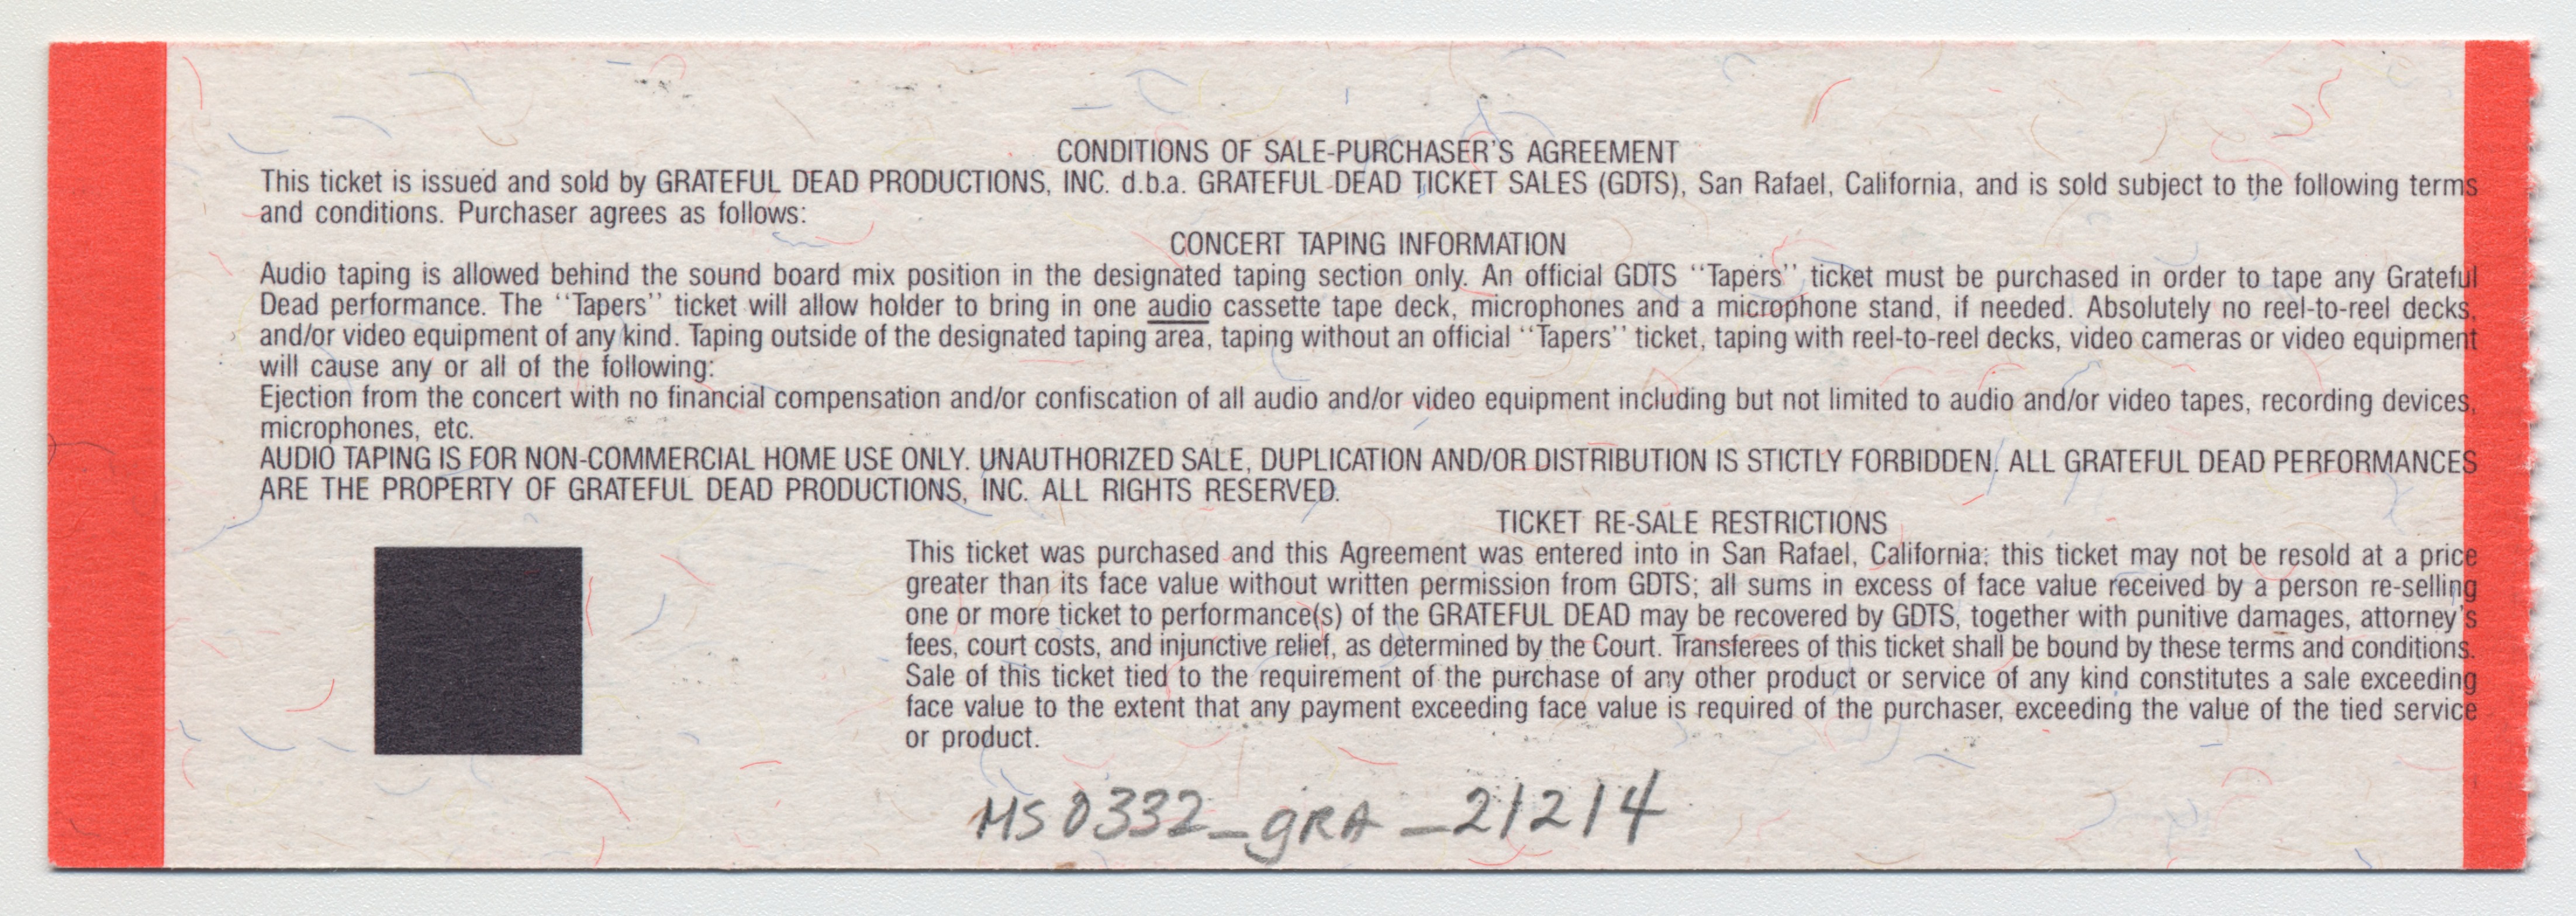 CONDITIONS OF SALE-PURCHASER'S AGREEMENT
This ticket is issued and sold by GRATEFUL DEAD PRODUCTIONS, INC. d.b.a. GRATEFUL DEAD TICKET SALES (GDTS), San Rafael, California, and is sold subject to the following terms
and conditions. Purchaser agrees as follows:
CONCERT TAPING INFORMATION
Audio taping is allowed behind the sound board mix position in the designated taping section only. An official GDTS "Tapers" ticket must be purchased in order to tape any Grateful
Dead performance. The "Tapers" ticket will allow holder to bring in one audio cassette tape deck, microphones and a microphone stand, if needed. Absolutely no reel-to-reel decks,
and/or video equipment of any kind. Taping outside of the designated taping area, taping without an official "Tapers" ticket, taping with reel-to-reel decks, video cameras or video equipment
will cause any or all of the following:
Ejection from the concert with no financial compensation and/or confiscation of all audio and/or video equipment including but not limited to audio and/or video tapes, recording devices,
microphones, etc.
AUDIO TAPING IS FOR NON-COMMERCIAL HOME USE ONLY. UNAUTHORIZED SALE, DUPLICATION AND/OR DISTRIBUTION IS STICTLY FORBIDDEN. ALL GRATEFUL DEAD PERFORMANCES
ARE THE PROPERTY OF GRATEFUL DEAD PRODUCTIONS, INC. ALL RIGHTS RESERVED.
TICKET RE-SALE RESTRICTIONS
This ticket was purchased and this Agreement was entered into in San Rafael, California; this ticket may not be resold at a price
greater than its face value without written permission from GDTS; all sums in excess of face value received by a person re-selling
one or more ticket to performance(s) of the GRATEFUL DEAD may be recovered by GDTS, together with punitive damages, attorney's
fees, court costs, and injunctive relief, as determined by the Court. Transferees of this ticket shall be bound by these terms and conditions.
Sale of this ticket tied to the requirement of the purchase of any other product or service of any kind constitutes a sale exceeding
face value to the extent that any payment exceeding face value is required of the purchaser, exceeding the value of the tied service
or product.
MS0332_gRA_21214